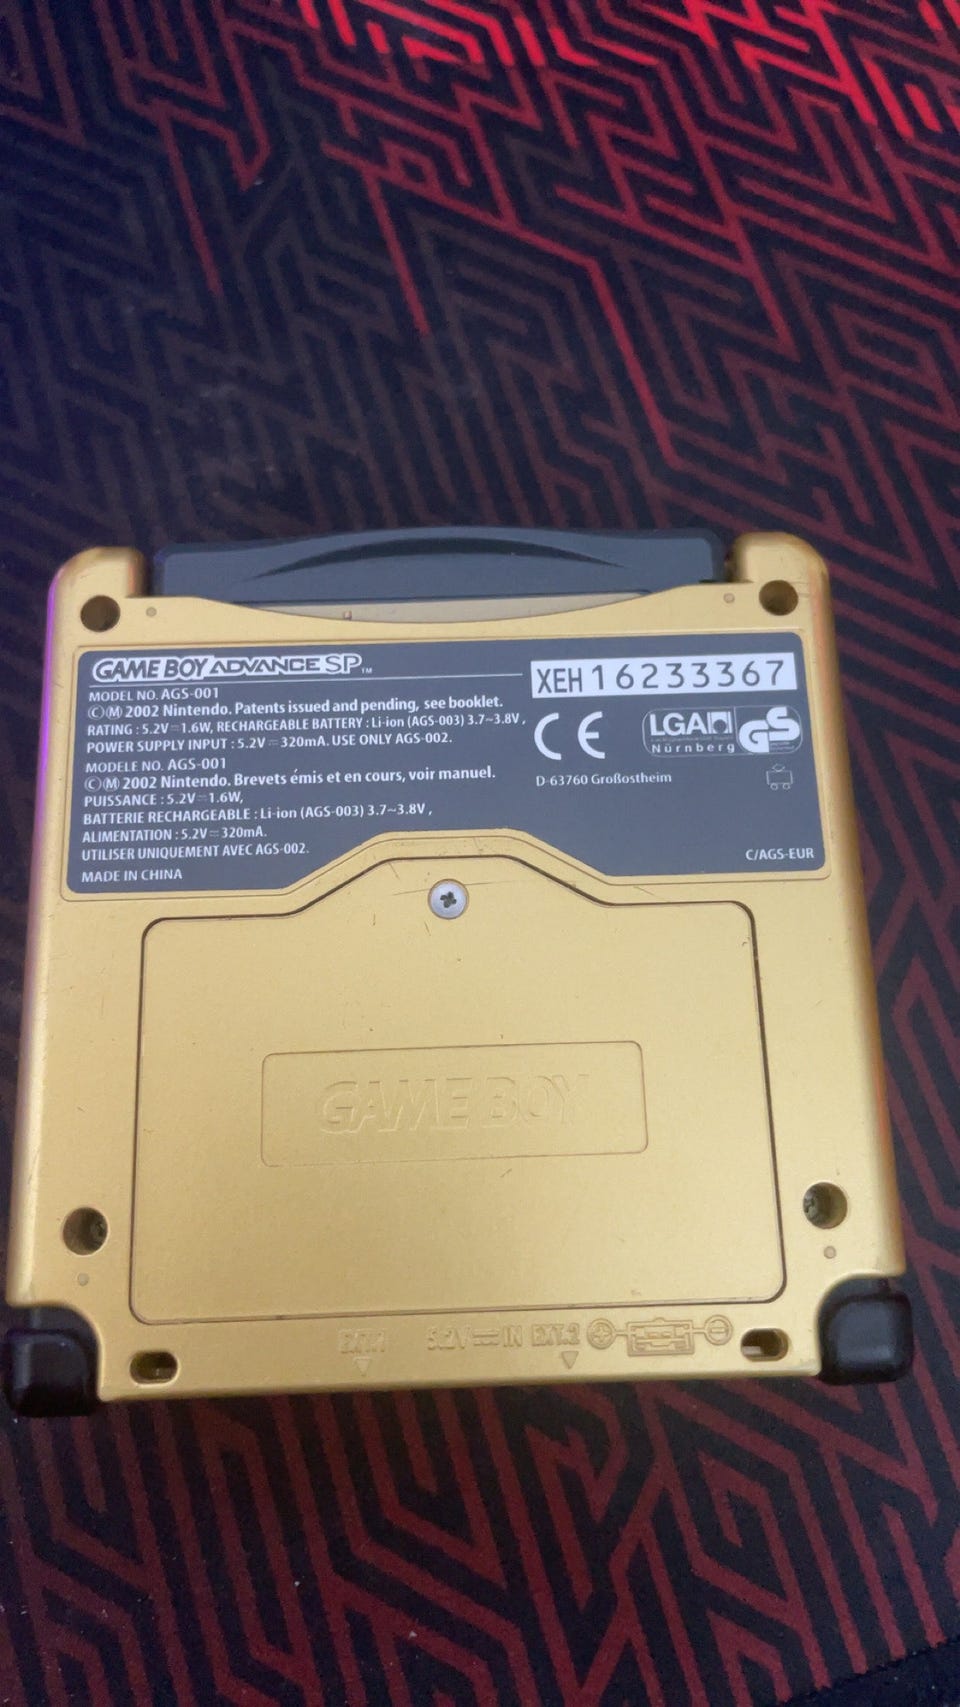 GAME BOY ADVANCE SP™
XEH 16233367
MODEL NO. AGS-001
ⒸⓂ 2002 Nintendo. Patents issued and pending, see booklet.
RATING : 5.2V⎓1.6W, RECHARGEABLE BATTERY : Li-ion (AGS-003) 3.7~3.8V ,
POWER SUPPLY INPUT : 5.2V⎓320mA. USE ONLY AGS-002.
MODELE NO. AGS-001
ⒸⓂ 2002 Nintendo. Brevets émis et en cours, voir manuel.
PUISSANCE : 5.2V⎓1.6W,
BATTERIE RECHARGEABLE : Li-ion (AGS-003) 3.7~3.8V ,
ALIMENTATION : 5.2V⎓320mA.
UTILISER UNIQUEMENT AVEC AGS-002.
MADE IN CHINA
CE
LGA
Nürnberg
GS
D-63760 Großostheim
C/AGS-EUR
GAME BOY
EXT.1 5.2V⎓IN EXT.2